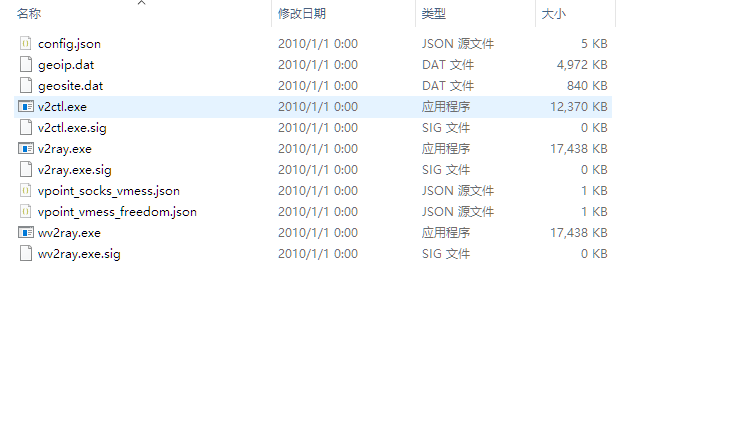 名称 修改日期 类型 大小
config.json 2010/1/1 0:00 JSON 源文件 5 KB
geoip.dat 2010/1/1 0:00 DAT 文件 4,972 KB
geosite.dat 2010/1/1 0:00 DAT 文件 840 KB
v2ctl.exe 2010/1/1 0:00 应用程序 12,370 KB
v2ctl.exe.sig 2010/1/1 0:00 SIG 文件 0 KB
v2ray.exe 2010/1/1 0:00 应用程序 17,438 KB
v2ray.exe.sig 2010/1/1 0:00 SIG 文件 0 KB
vpoint_socks_vmess.json 2010/1/1 0:00 JSON 源文件 1 KB
vpoint_vmess_freedom.json 2010/1/1 0:00 JSON 源文件 1 KB
wv2ray.exe 2010/1/1 0:00 应用程序 17,438 KB
wv2ray.exe.sig 2010/1/1 0:00 SIG 文件 0 KB